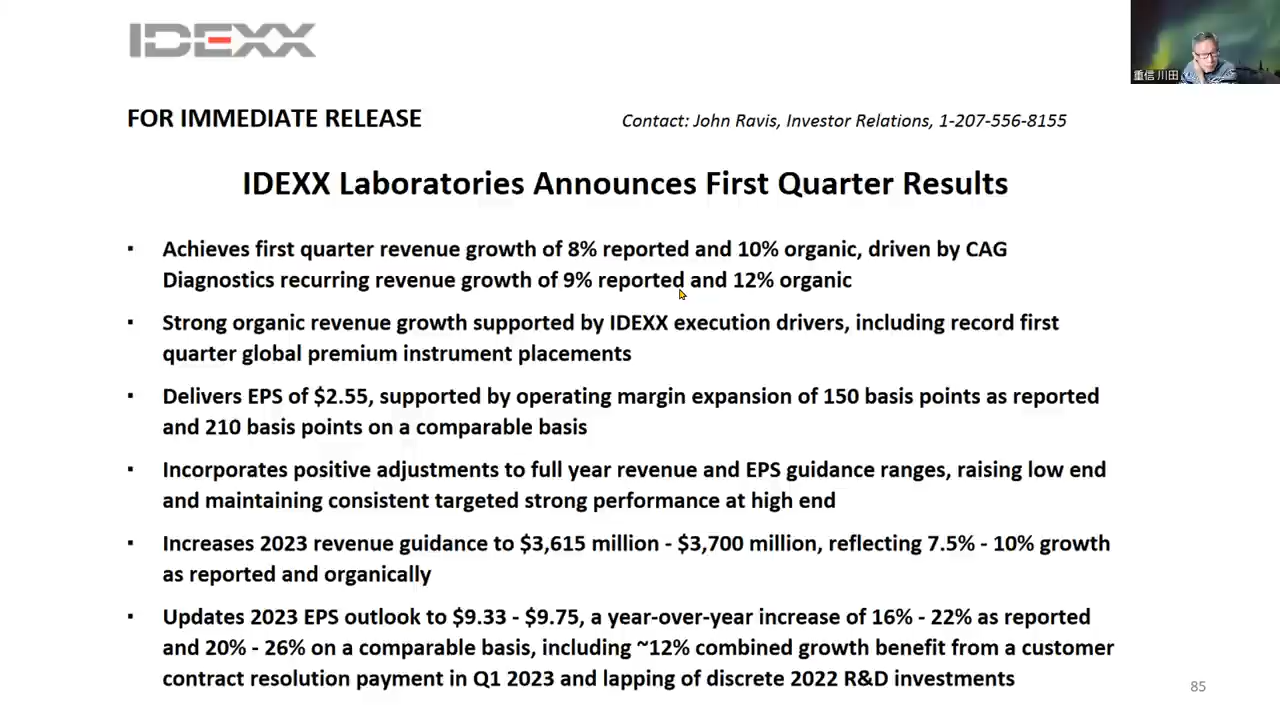 IDEXX
重信 川田
FOR IMMEDIATE RELEASE
Contact: John Ravis, Investor Relations, 1-207-556-8155
IDEXX Laboratories Announces First Quarter Results
▪ Achieves first quarter revenue growth of 8% reported and 10% organic, driven by CAG
Diagnostics recurring revenue growth of 9% reported and 12% organic
▪ Strong organic revenue growth supported by IDEXX execution drivers, including record first
quarter global premium instrument placements
▪ Delivers EPS of $2.55, supported by operating margin expansion of 150 basis points as reported
and 210 basis points on a comparable basis
▪ Incorporates positive adjustments to full year revenue and EPS guidance ranges, raising low end
and maintaining consistent targeted strong performance at high end
▪ Increases 2023 revenue guidance to $3,615 million - $3,700 million, reflecting 7.5% - 10% growth
as reported and organically
▪ Updates 2023 EPS outlook to $9.33 - $9.75, a year-over-year increase of 16% - 22% as reported
and 20% - 26% on a comparable basis, including ~12% combined growth benefit from a customer
contract resolution payment in Q1 2023 and lapping of discrete 2022 R&D investments
85